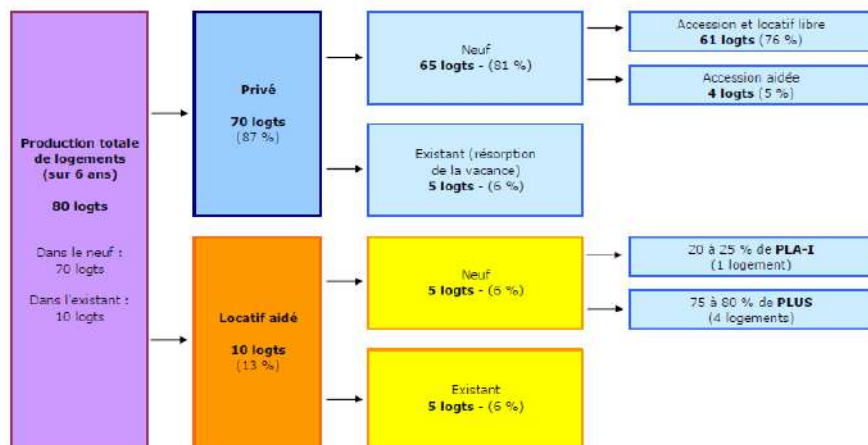 Production totale
de logements
(sur 6 ans)
80 logts
Dans le neuf :
70 logts
Dans l'existant :
10 logts
Privé
70 logts
(87 %)
Neuf
65 logts - (81 %)
Accession et locatif libre
61 logts (76 %)
Accession aidée
4 logts (5 %)
Existant (résorption
de la vacance)
5 logts - (6 %)
Locatif aidé
10 logts
(13 %)
Neuf
5 logts - (6 %)
20 à 25 % de PLA-I
(1 logement)
75 à 80 % de PLUS
(4 logements)
Existant
5 logts - (6 %)